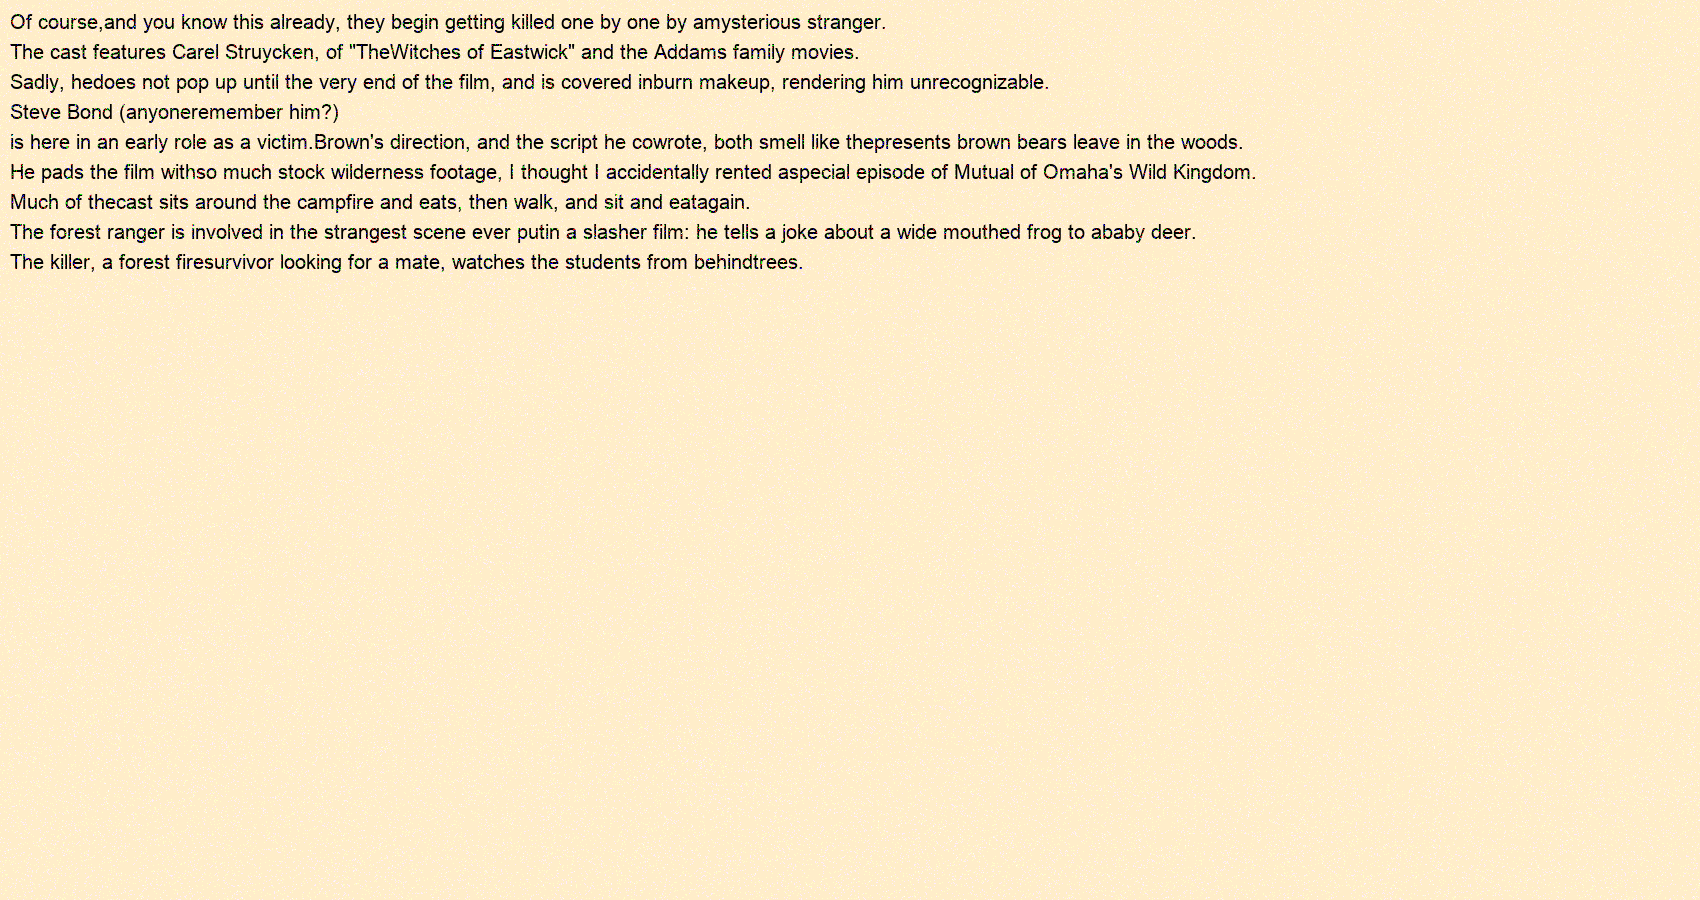 Of course,and you know this already, they begin getting killed one by one by amysterious stranger.
The cast features Carel Struycken, of "TheWitches of Eastwick" and the Addams family movies.
Sadly, hedoes not pop up until the very end of the film, and is covered inburn makeup, rendering him unrecognizable.
Steve Bond (anyoneremember him?)
is here in an early role as a victim.Brown's direction, and the script he cowrote, both smell like thepresents brown bears leave in the woods.
He pads the film withso much stock wilderness footage, I thought I accidentally rented aspecial episode of Mutual of Omaha's Wild Kingdom.
Much of thecast sits around the campfire and eats, then walk, and sit and eatagain.
The forest ranger is involved in the strangest scene ever putin a slasher film: he tells a joke about a wide mouthed frog to ababy deer.
The killer, a forest firesurvivor looking for a mate, watches the students from behindtrees.